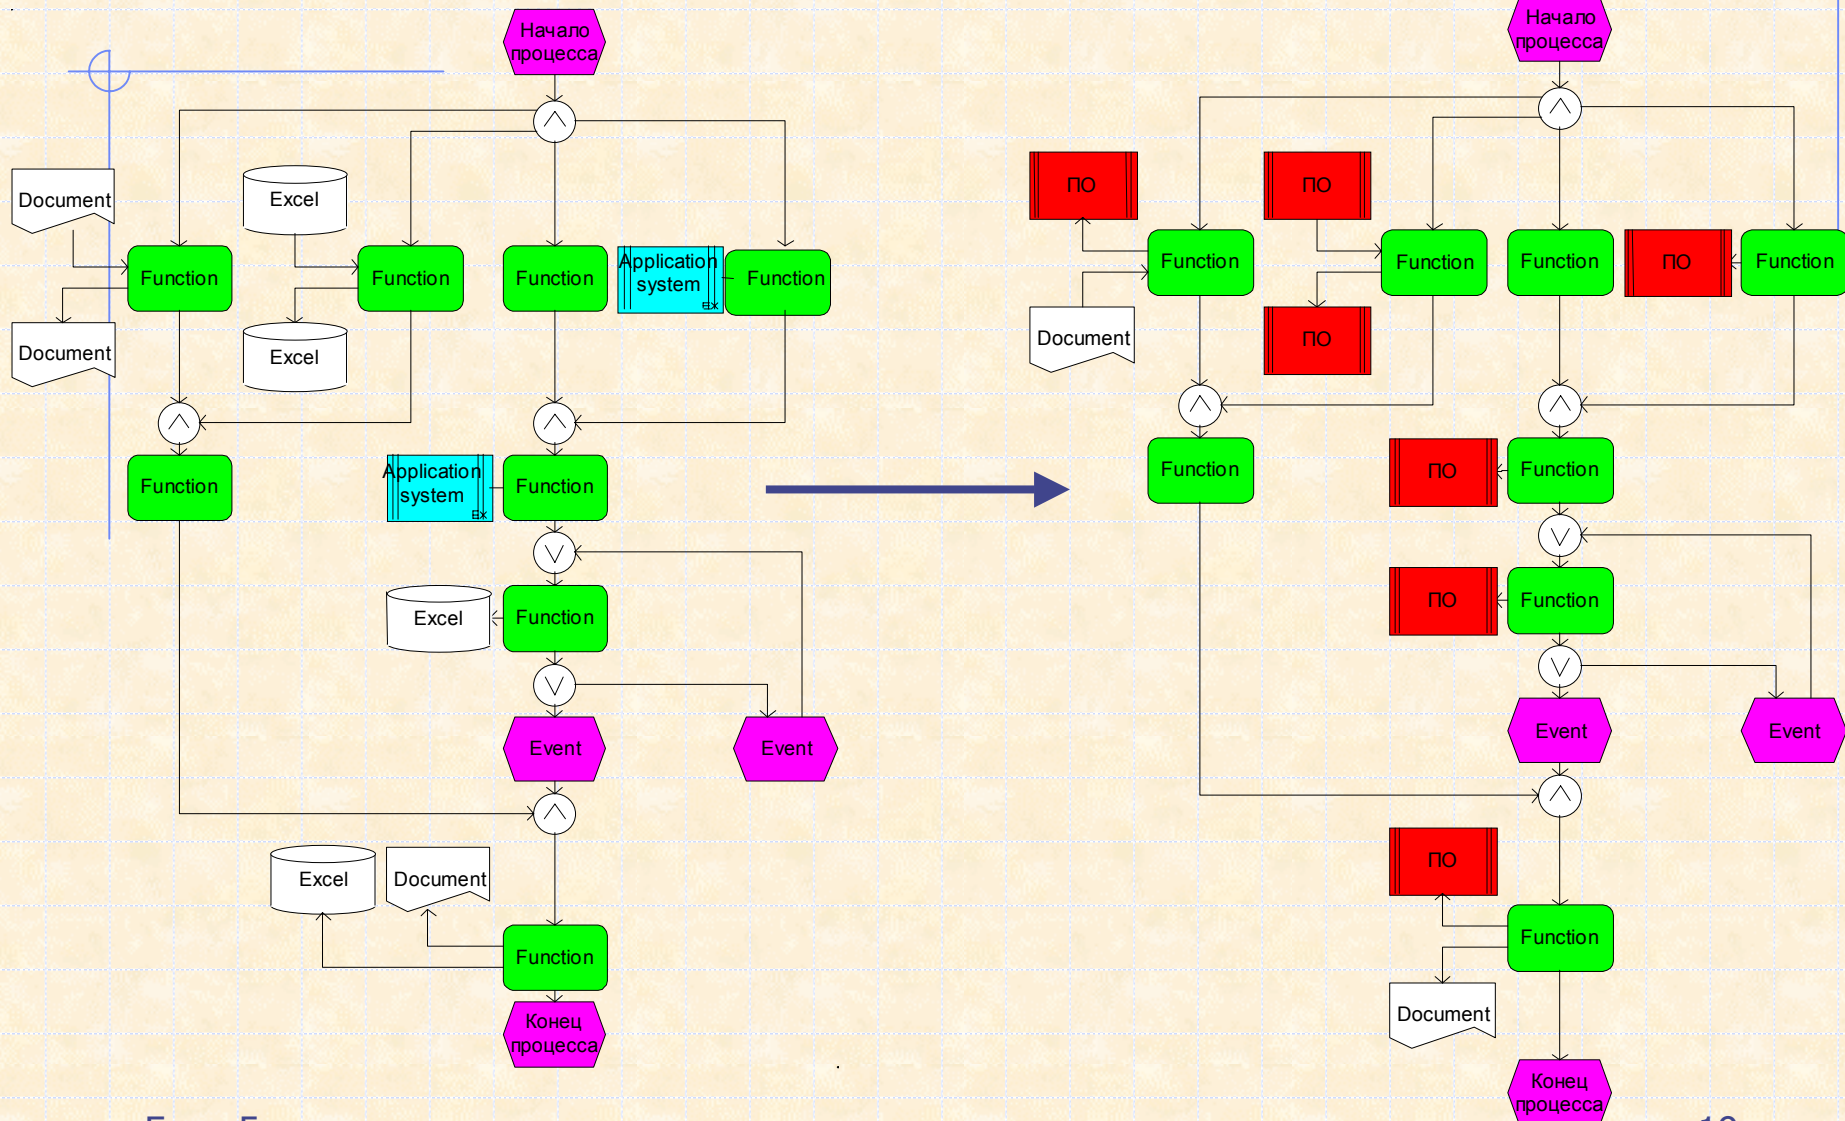 Начало
процесса
Document
Excel
Function
Function
Function
Application
system
Ex
Function
Document
Excel
Function
Application
system
Ex
Function
Excel
Function
Event
Event
Excel
Document
Function
Конец
процесса
Начало
процесса
ПО
ПО
Function
Function
Function
ПО
Function
Document
ПО
Function
ПО
Function
ПО
Function
Event
Event
ПО
Function
Document
Конец
процесса